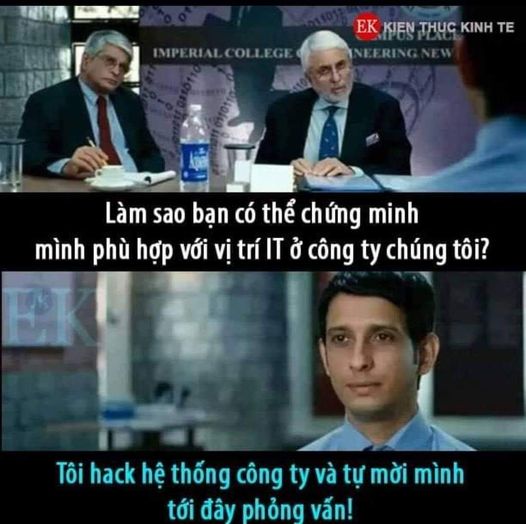 EK KIEN THUC KINH TE
IMPERIAL COLLEGE
NEERING NEW
Làm sao bạn có thể chứng minh
mình phù hợp với vị trí IT ở công ty chúng tôi?
EK
Tôi hack hệ thống công ty và tự mời mình
tới đây phỏng vấn!